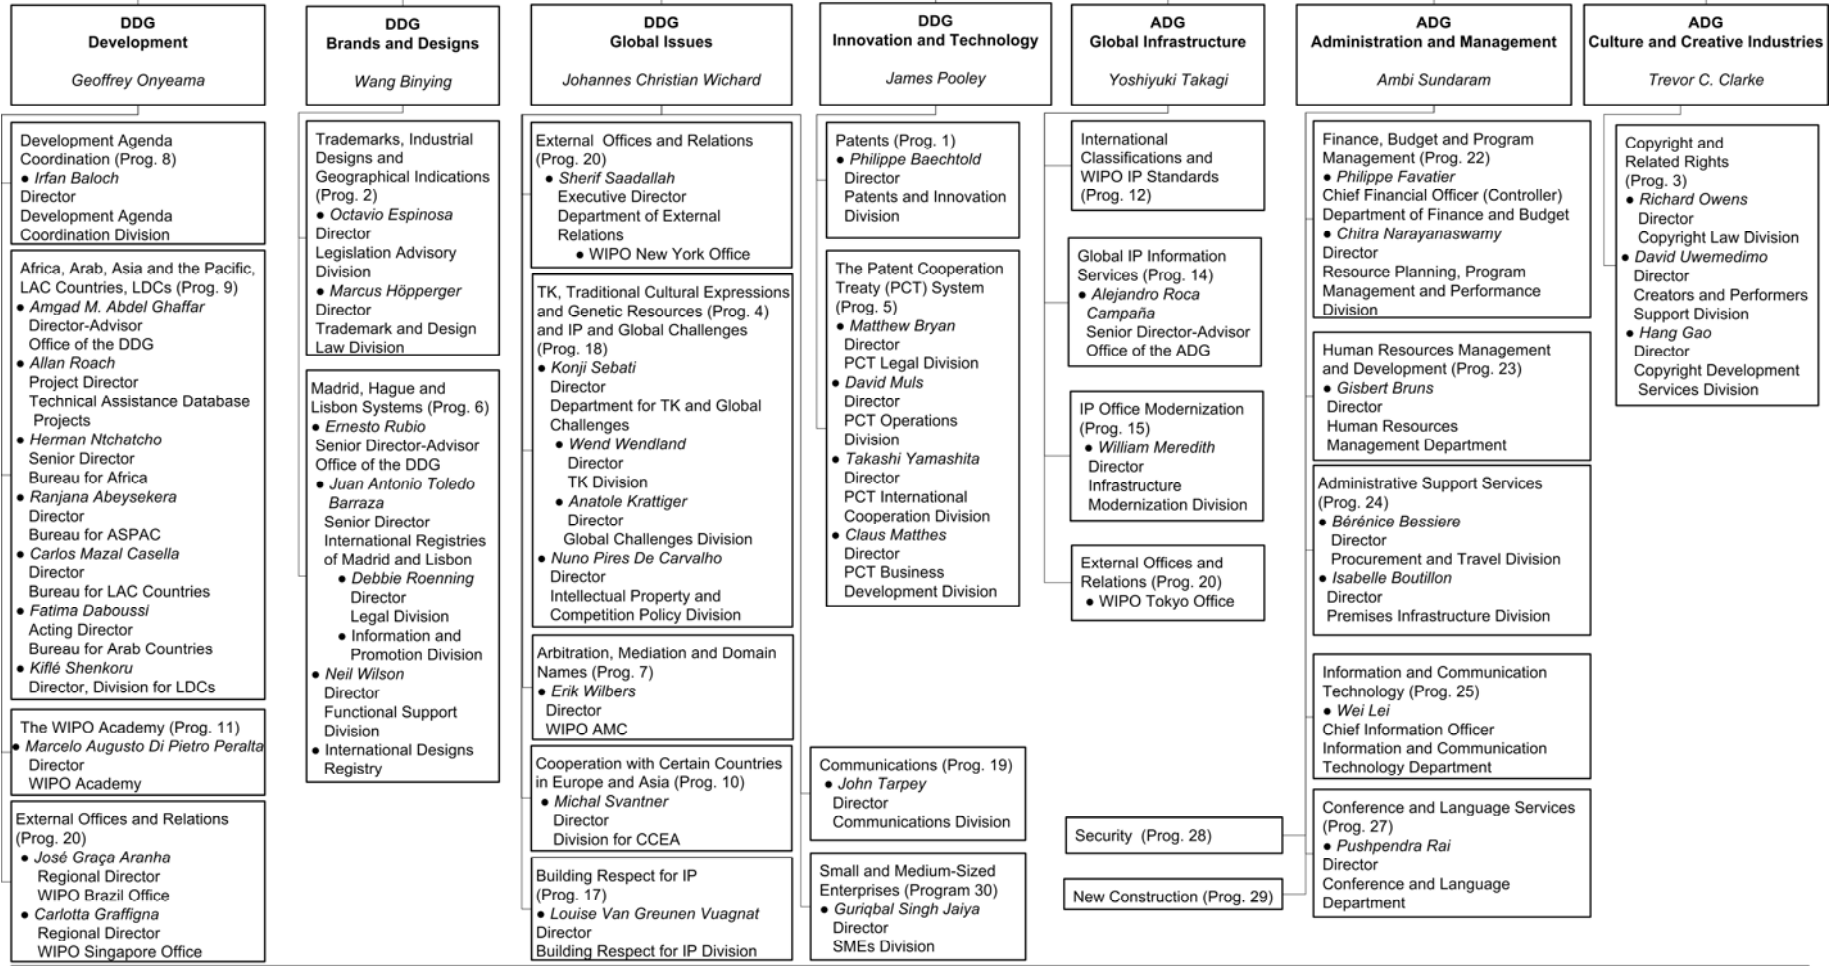 DDG
Development
Geoffrey Onyeama
Development Agenda
Coordination (Prog. 8)
● Irfan Baloch
Director
Development Agenda
Coordination Division
Africa, Arab, Asia and the Pacific,
LAC Countries, LDCs (Prog. 9)
● Amgad M. Abdel Ghaffar
Director-Advisor
Office of the DDG
● Allan Roach
Project Director
Technical Assistance Database
Projects
● Herman Ntchatcho
Senior Director
Bureau for Africa
● Ranjana Abeysekera
Director
Bureau for ASPAC
● Carlos Mazal Casella
Director
Bureau for LAC Countries
● Fatima Daboussi
Acting Director
Bureau for Arab Countries
● Kiflé Shenkoru
Director, Division for LDCs
The WIPO Academy (Prog. 11)
● Marcelo Augusto Di Pietro Peralta
Director
WIPO Academy
External Offices and Relations
(Prog. 20)
● José Graça Aranha
Regional Director
WIPO Brazil Office
● Carlotta Graffigna
Regional Director
WIPO Singapore Office
DDG
Brands and Designs
Wang Binying
Trademarks, Industrial
Designs and
Geographical Indications
(Prog. 2)
● Octavio Espinosa
Director
Legislation Advisory
Division
● Marcus Höpperger
Director
Trademark and Design
Law Division
Madrid, Hague and
Lisbon Systems (Prog. 6)
● Ernesto Rubio
Senior Director-Advisor
Office of the DDG
● Juan Antonio Toledo
Barraza
Senior Director
International Registries
of Madrid and Lisbon
● Debbie Roenning
Director
Legal Division
● Information and
Promotion Division
● Neil Wilson
Director
Functional Support
Division
● International Designs
Registry
DDG
Global Issues
Johannes Christian Wichard
External Offices and Relations
(Prog. 20)
● Sherif Saadallah
Executive Director
Department of External
Relations
● WIPO New York Office
TK, Traditional Cultural Expressions
and Genetic Resources (Prog. 4)
and IP and Global Challenges
(Prog. 18)
● Konji Sebati
Director
Department for TK and Global
Challenges
● Wend Wendland
Director
TK Division
● Anatole Krattiger
Director
Global Challenges Division
● Nuno Pires De Carvalho
Director
Intellectual Property and
Competition Policy Division
Arbitration, Mediation and Domain
Names (Prog. 7)
● Erik Wilbers
Director
WIPO AMC
Cooperation with Certain Countries
in Europe and Asia (Prog. 10)
● Michal Svantner
Director
Division for CCEA
Building Respect for IP
(Prog. 17)
● Louise Van Greunen Vuagnat
Director
Building Respect for IP Division
DDG
Innovation and Technology
James Pooley
Patents (Prog. 1)
● Philippe Baechtold
Director
Patents and Innovation
Division
The Patent Cooperation
Treaty (PCT) System
(Prog. 5)
● Matthew Bryan
Director
PCT Legal Division
● David Muls
Director
PCT Operations
Division
● Takashi Yamashita
Director
PCT International
Cooperation Division
● Claus Matthes
Director
PCT Business
Development Division
Communications (Prog. 19)
● John Tarpey
Director
Communications Division
Small and Medium-Sized
Enterprises (Program 30)
● Guriqbal Singh Jaiya
Director
SMEs Division
ADG
Global Infrastructure
Yoshiyuki Takagi
International
Classifications and
WIPO IP Standards
(Prog. 12)
Global IP Information
Services (Prog. 14)
● Alejandro Roca
Campaña
Senior Director-Advisor
Office of the ADG
IP Office Modernization
(Prog. 15)
● William Meredith
Director
Infrastructure
Modernization Division
External Offices and
Relations (Prog. 20)
● WIPO Tokyo Office
Security (Prog. 28)
New Construction (Prog. 29)
ADG
Administration and Management
Ambi Sundaram
Finance, Budget and Program
Management (Prog. 22)
● Philippe Favatier
Chief Financial Officer (Controller)
Department of Finance and Budget
● Chitra Narayanaswamy
Director
Resource Planning, Program
Management and Performance
Division
Human Resources Management
and Development (Prog. 23)
● Gisbert Bruns
Director
Human Resources
Management Department
Administrative Support Services
(Prog. 24)
● Bérénice Bessiere
Director
Procurement and Travel Division
● Isabelle Boutillon
Director
Premises Infrastructure Division
Information and Communication
Technology (Prog. 25)
● Wei Lei
Chief Information Officer
Information and Communication
Technology Department
Conference and Language Services
(Prog. 27)
● Pushpendra Rai
Director
Conference and Language
Department
ADG
Culture and Creative Industries
Trevor C. Clarke
Copyright and
Related Rights
(Prog. 3)
● Richard Owens
Director
Copyright Law Division
● David Uwemedimo
Director
Creators and Performers
Support Division
● Hang Gao
Director
Copyright Development
Services Division